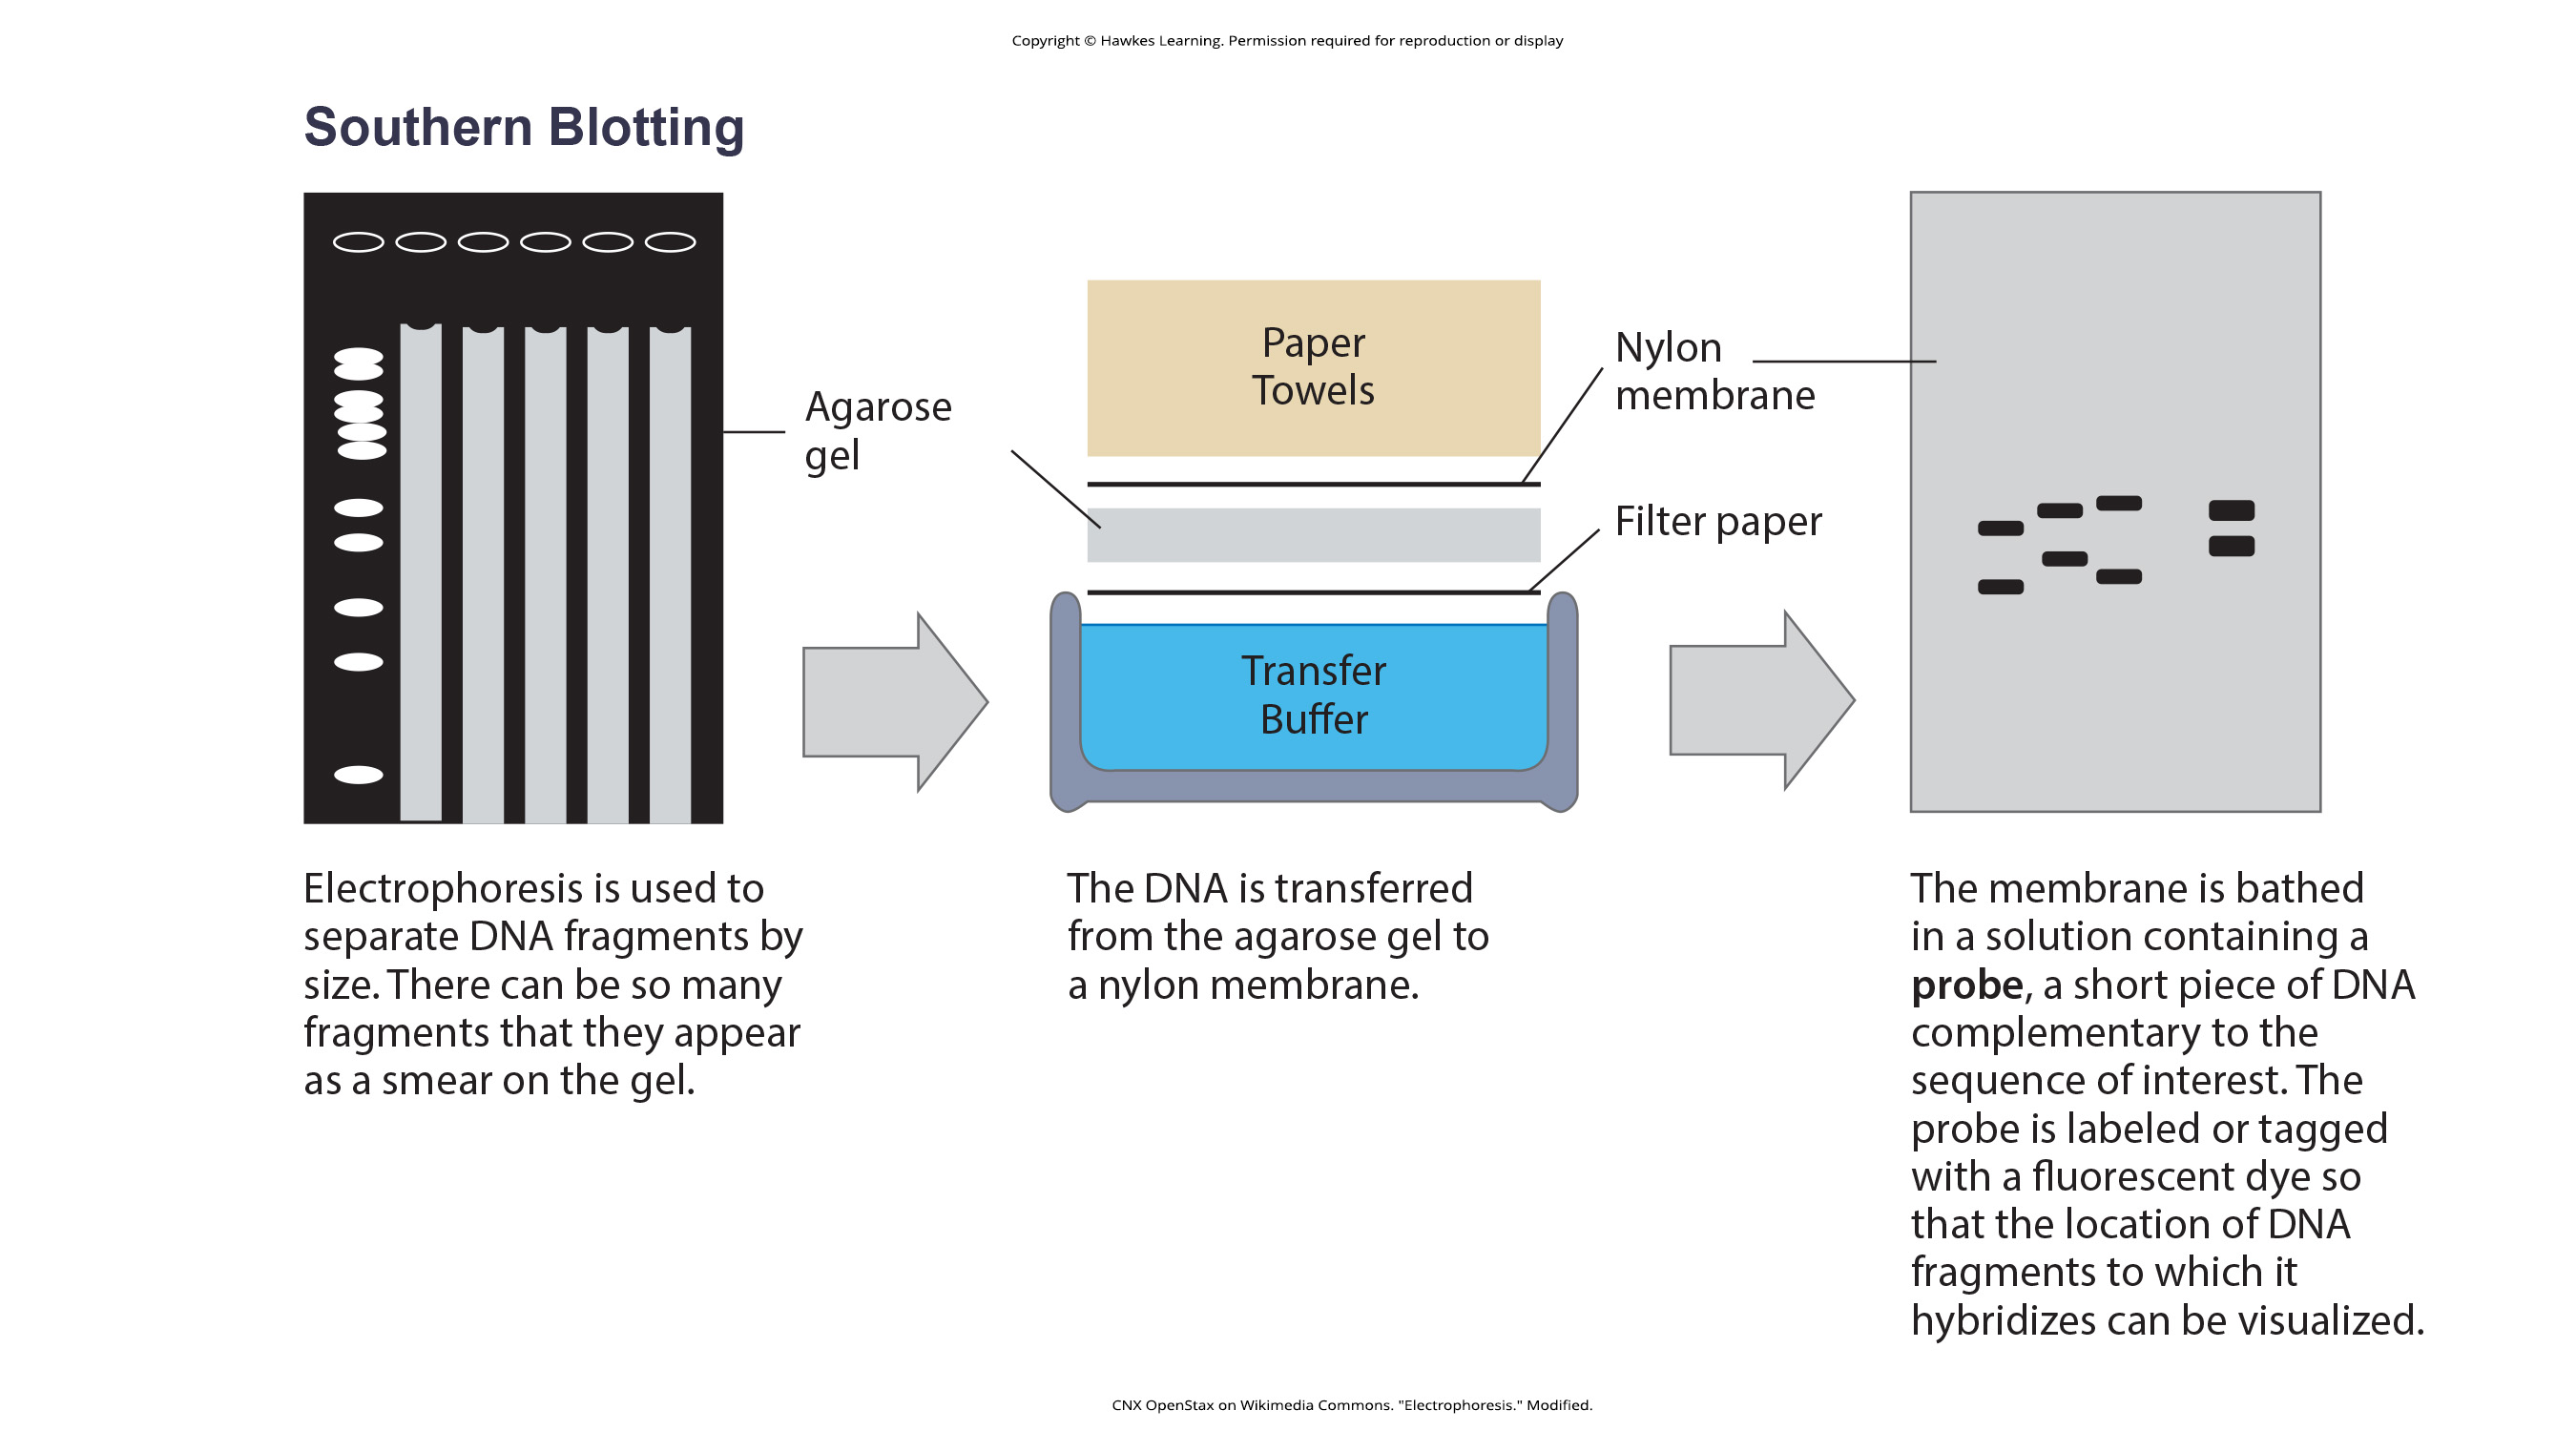 Copyright © Hawkes Learning. Permission required for reproduction or display
Southern Blotting
Agarose
gel
Paper
Towels
Nylon
membrane
Filter paper
Transfer
Buffer
Electrophoresis is used to
separate DNA fragments by
size. There can be so many
fragments that they appear
as a smear on the gel.
The DNA is transferred
from the agarose gel to
a nylon membrane.
The membrane is bathed
in a solution containing a
probe, a short piece of DNA
complementary to the
sequence of interest. The
probe is labeled or tagged
with a fluorescent dye so
that the location of DNA
fragments to which it
hybridizes can be visualized.
CNX OpenStax on Wikimedia Commons. "Electrophoresis." Modified.